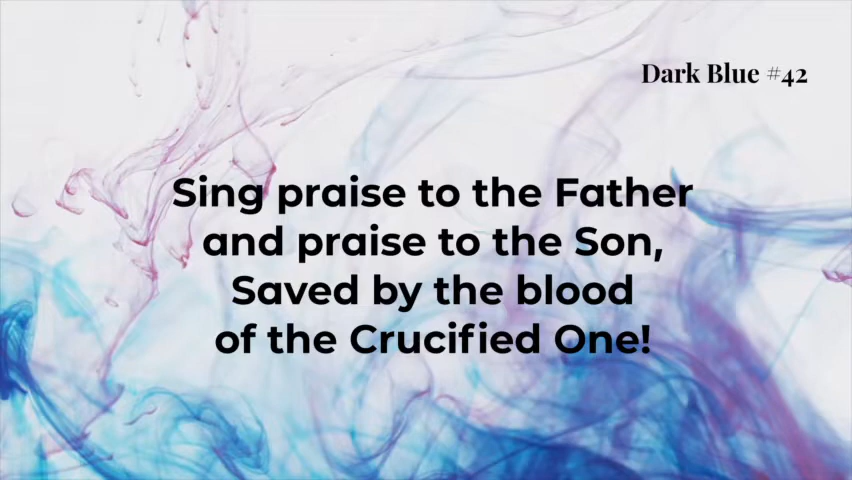 Dark Blue #42
Sing praise to the Father
and praise to the Son,
Saved by the blood
of the Crucified One!